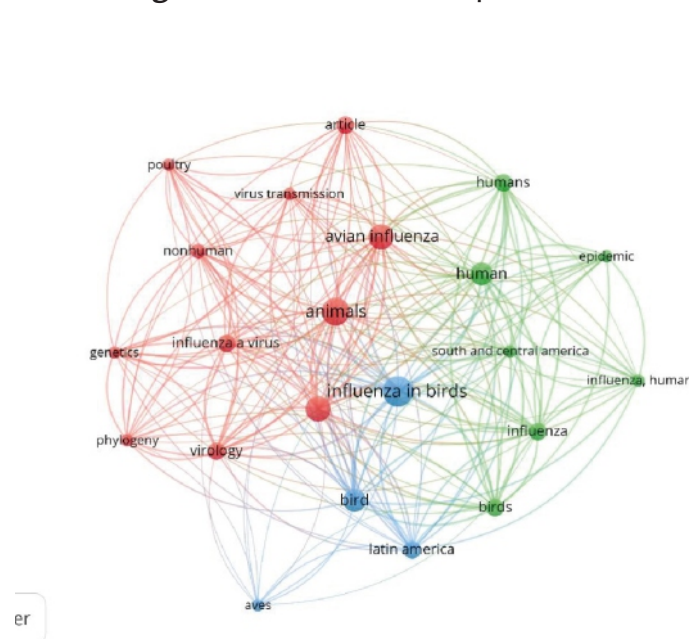 article
poultry
humans
virus transmission
avian influenza
nonhuman
epidemic
human
animals
influenza a virus
south and central america
genetics
influenza, human
influenza in birds
influenza
phylogeny
virology
bird
birds
latin america
aves
er